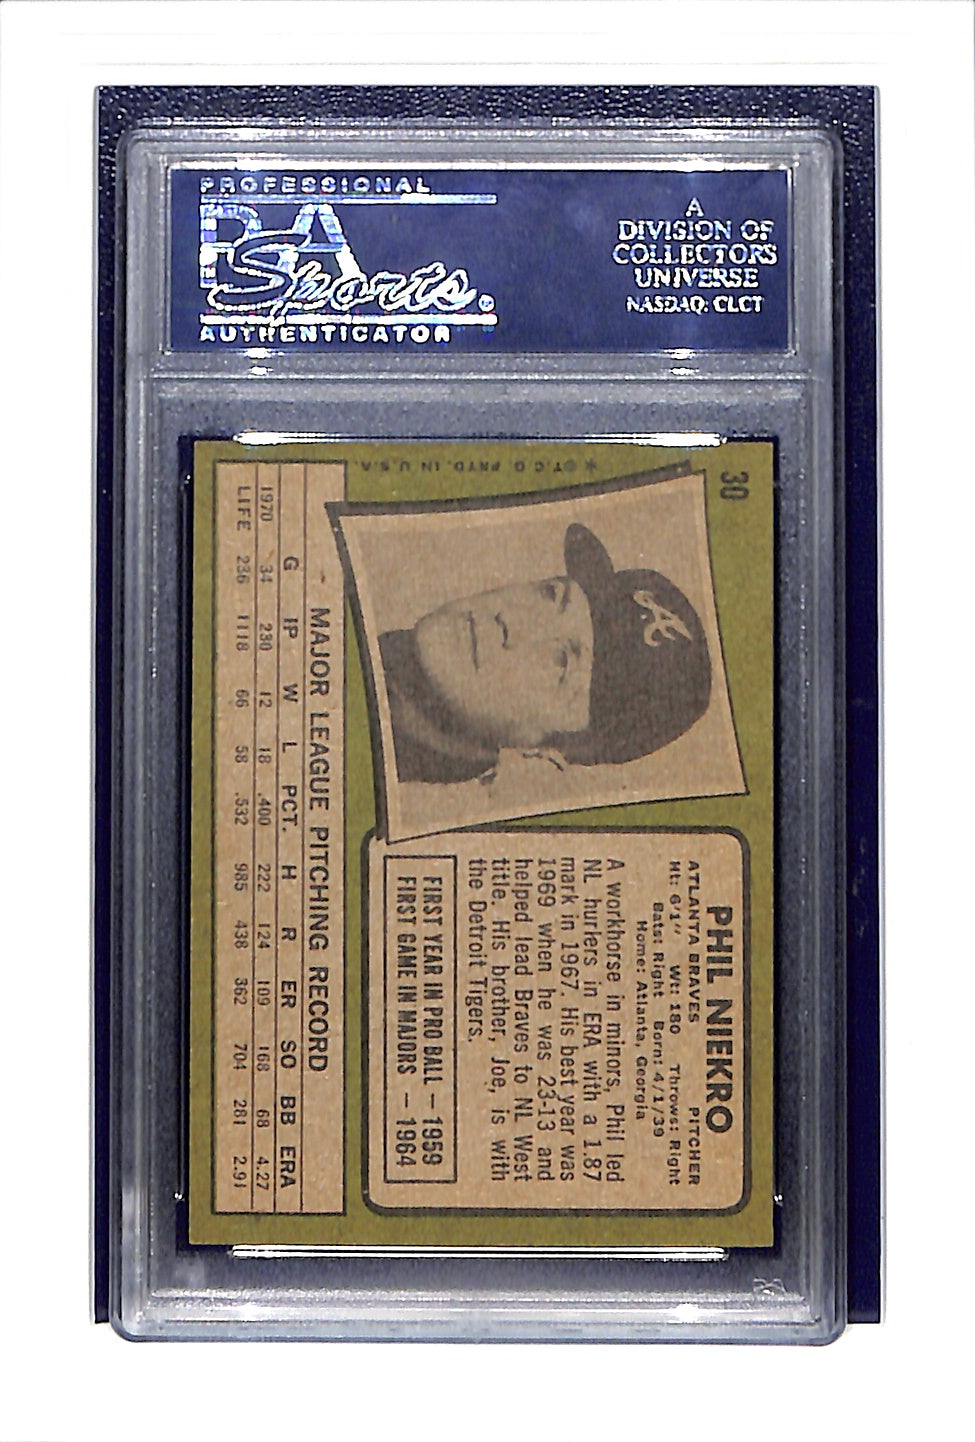 PROFESSIONAL
PSA
Sports
AUTHENTICATOR
A
DIVISION OF
COLLECTORS
UNIVERSE
NASDAQ: CLCT
30
*©T.C.G. PRTD. IN U.S.A.
A
PHIL NIEKRO
ATLANTA BRAVES PITCHER
Ht: 6'1" Wt: 180 Throws: Right
Bats: Right Born: 4/1/39
Home: Atlanta, Georgia
A workhorse in minors, Phil led
NL hurlers in ERA with a 1.87
mark in 1967. His best year was
1969 when he was 23-13 and
helped lead Braves to NL West
title. His brother, Joe, is with
the Detroit Tigers.
FIRST YEAR IN PRO BALL — 1959
FIRST GAME IN MAJORS — 1964
MAJOR LEAGUE PITCHING RECORD
G IP W L PCT. H R ER SO BB ERA
1970 34 230 12 18 .400 222 124 109 168 68 4.27
LIFE 236 1118 66 58 .532 985 438 362 704 281 2.91